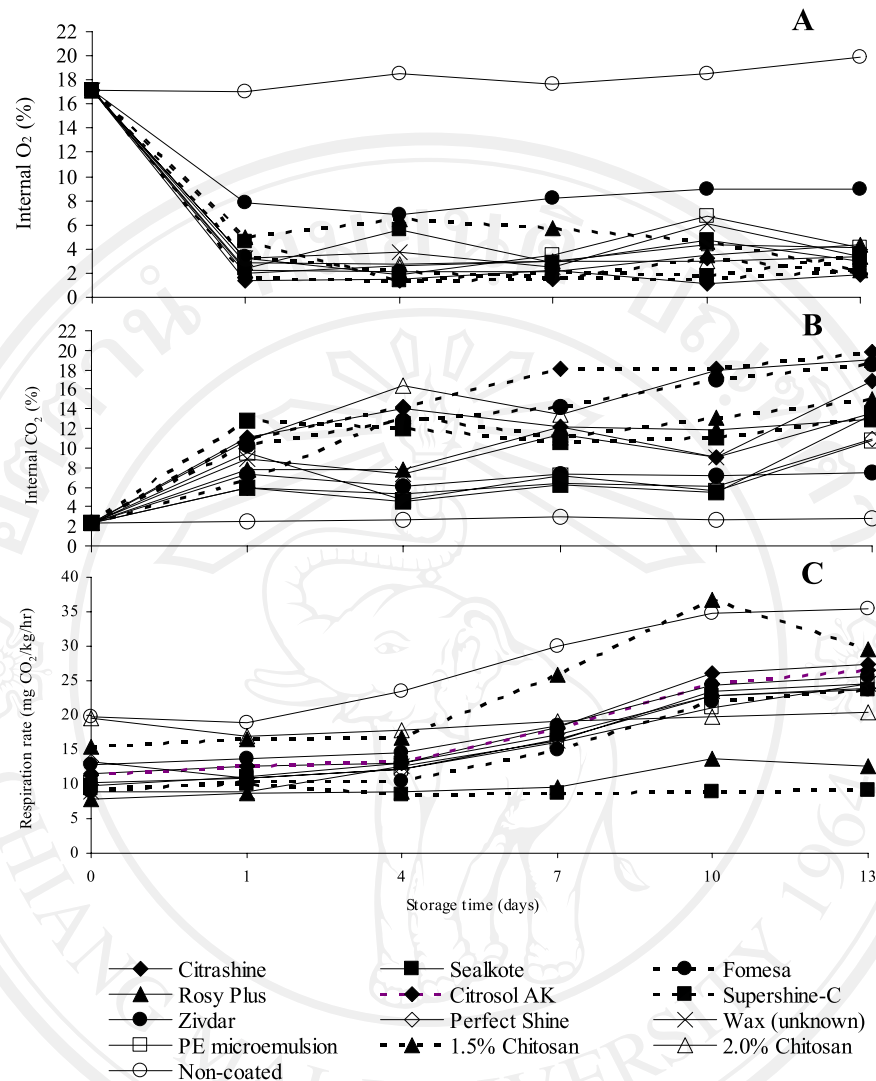 A
22
20
18
16
14
12
10
8
6
4
2
0
Internal O₂ (%)
B
22
20
18
16
14
12
10
8
6
4
2
0
Internal CO₂ (%)
C
40
35
30
25
20
15
10
5
0
Respiration rate (mg CO₂/kg/hr)
0 1 4 7 10 13
Storage time (days)
Citrashine Sealkote Fomesa
Rosy Plus Citrosol AK Supershine-C
Zivdar Perfect Shine Wax (unknown)
PE microemulsion 1.5% Chitosan 2.0% Chitosan
Non-coated
1964